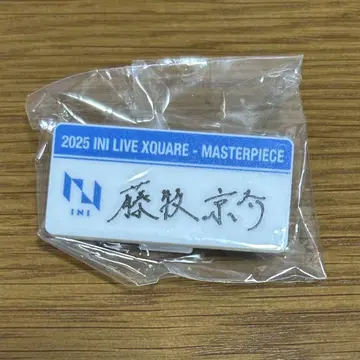 2025 INI LIVE XQUARE - MASTERPIECE
INI
藤牧京介